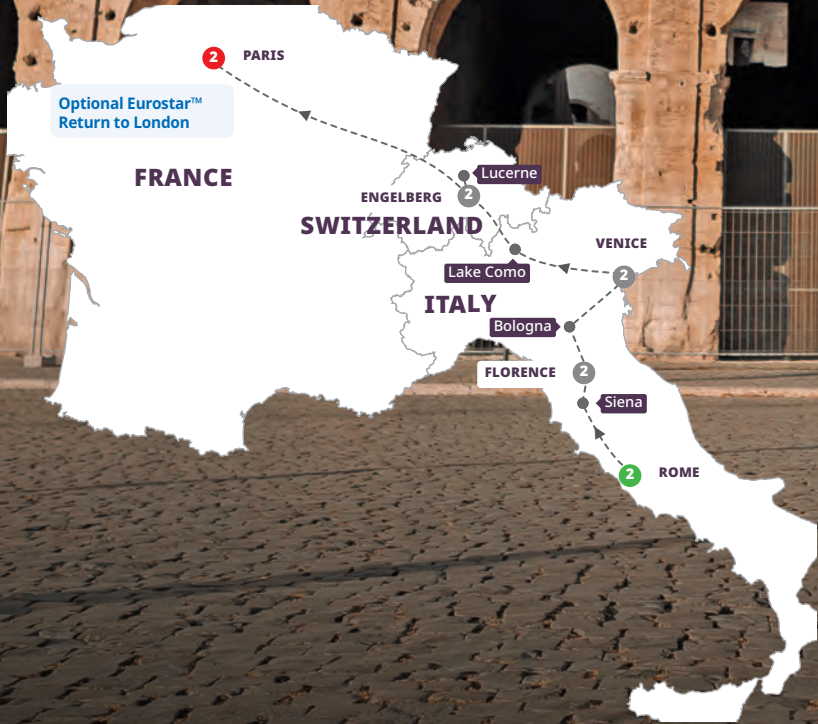 2 PARIS
Optional Eurostar™
Return to London
FRANCE
Lucerne
ENGELBERG 2
SWITZERLAND
VENICE
2
Lake Como
ITALY
Bologna
FLORENCE 2
Siena
2 ROME